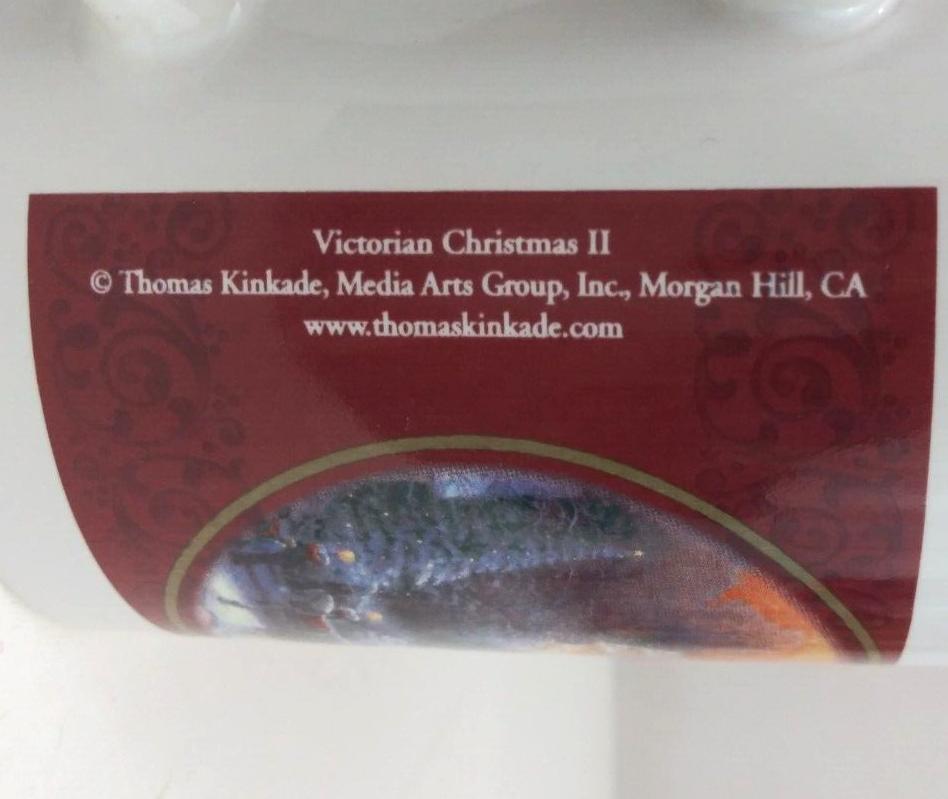 Victorian Christmas II
© Thomas Kinkade, Media Arts Group, Inc., Morgan Hill, CA
www.thomaskinkade.com